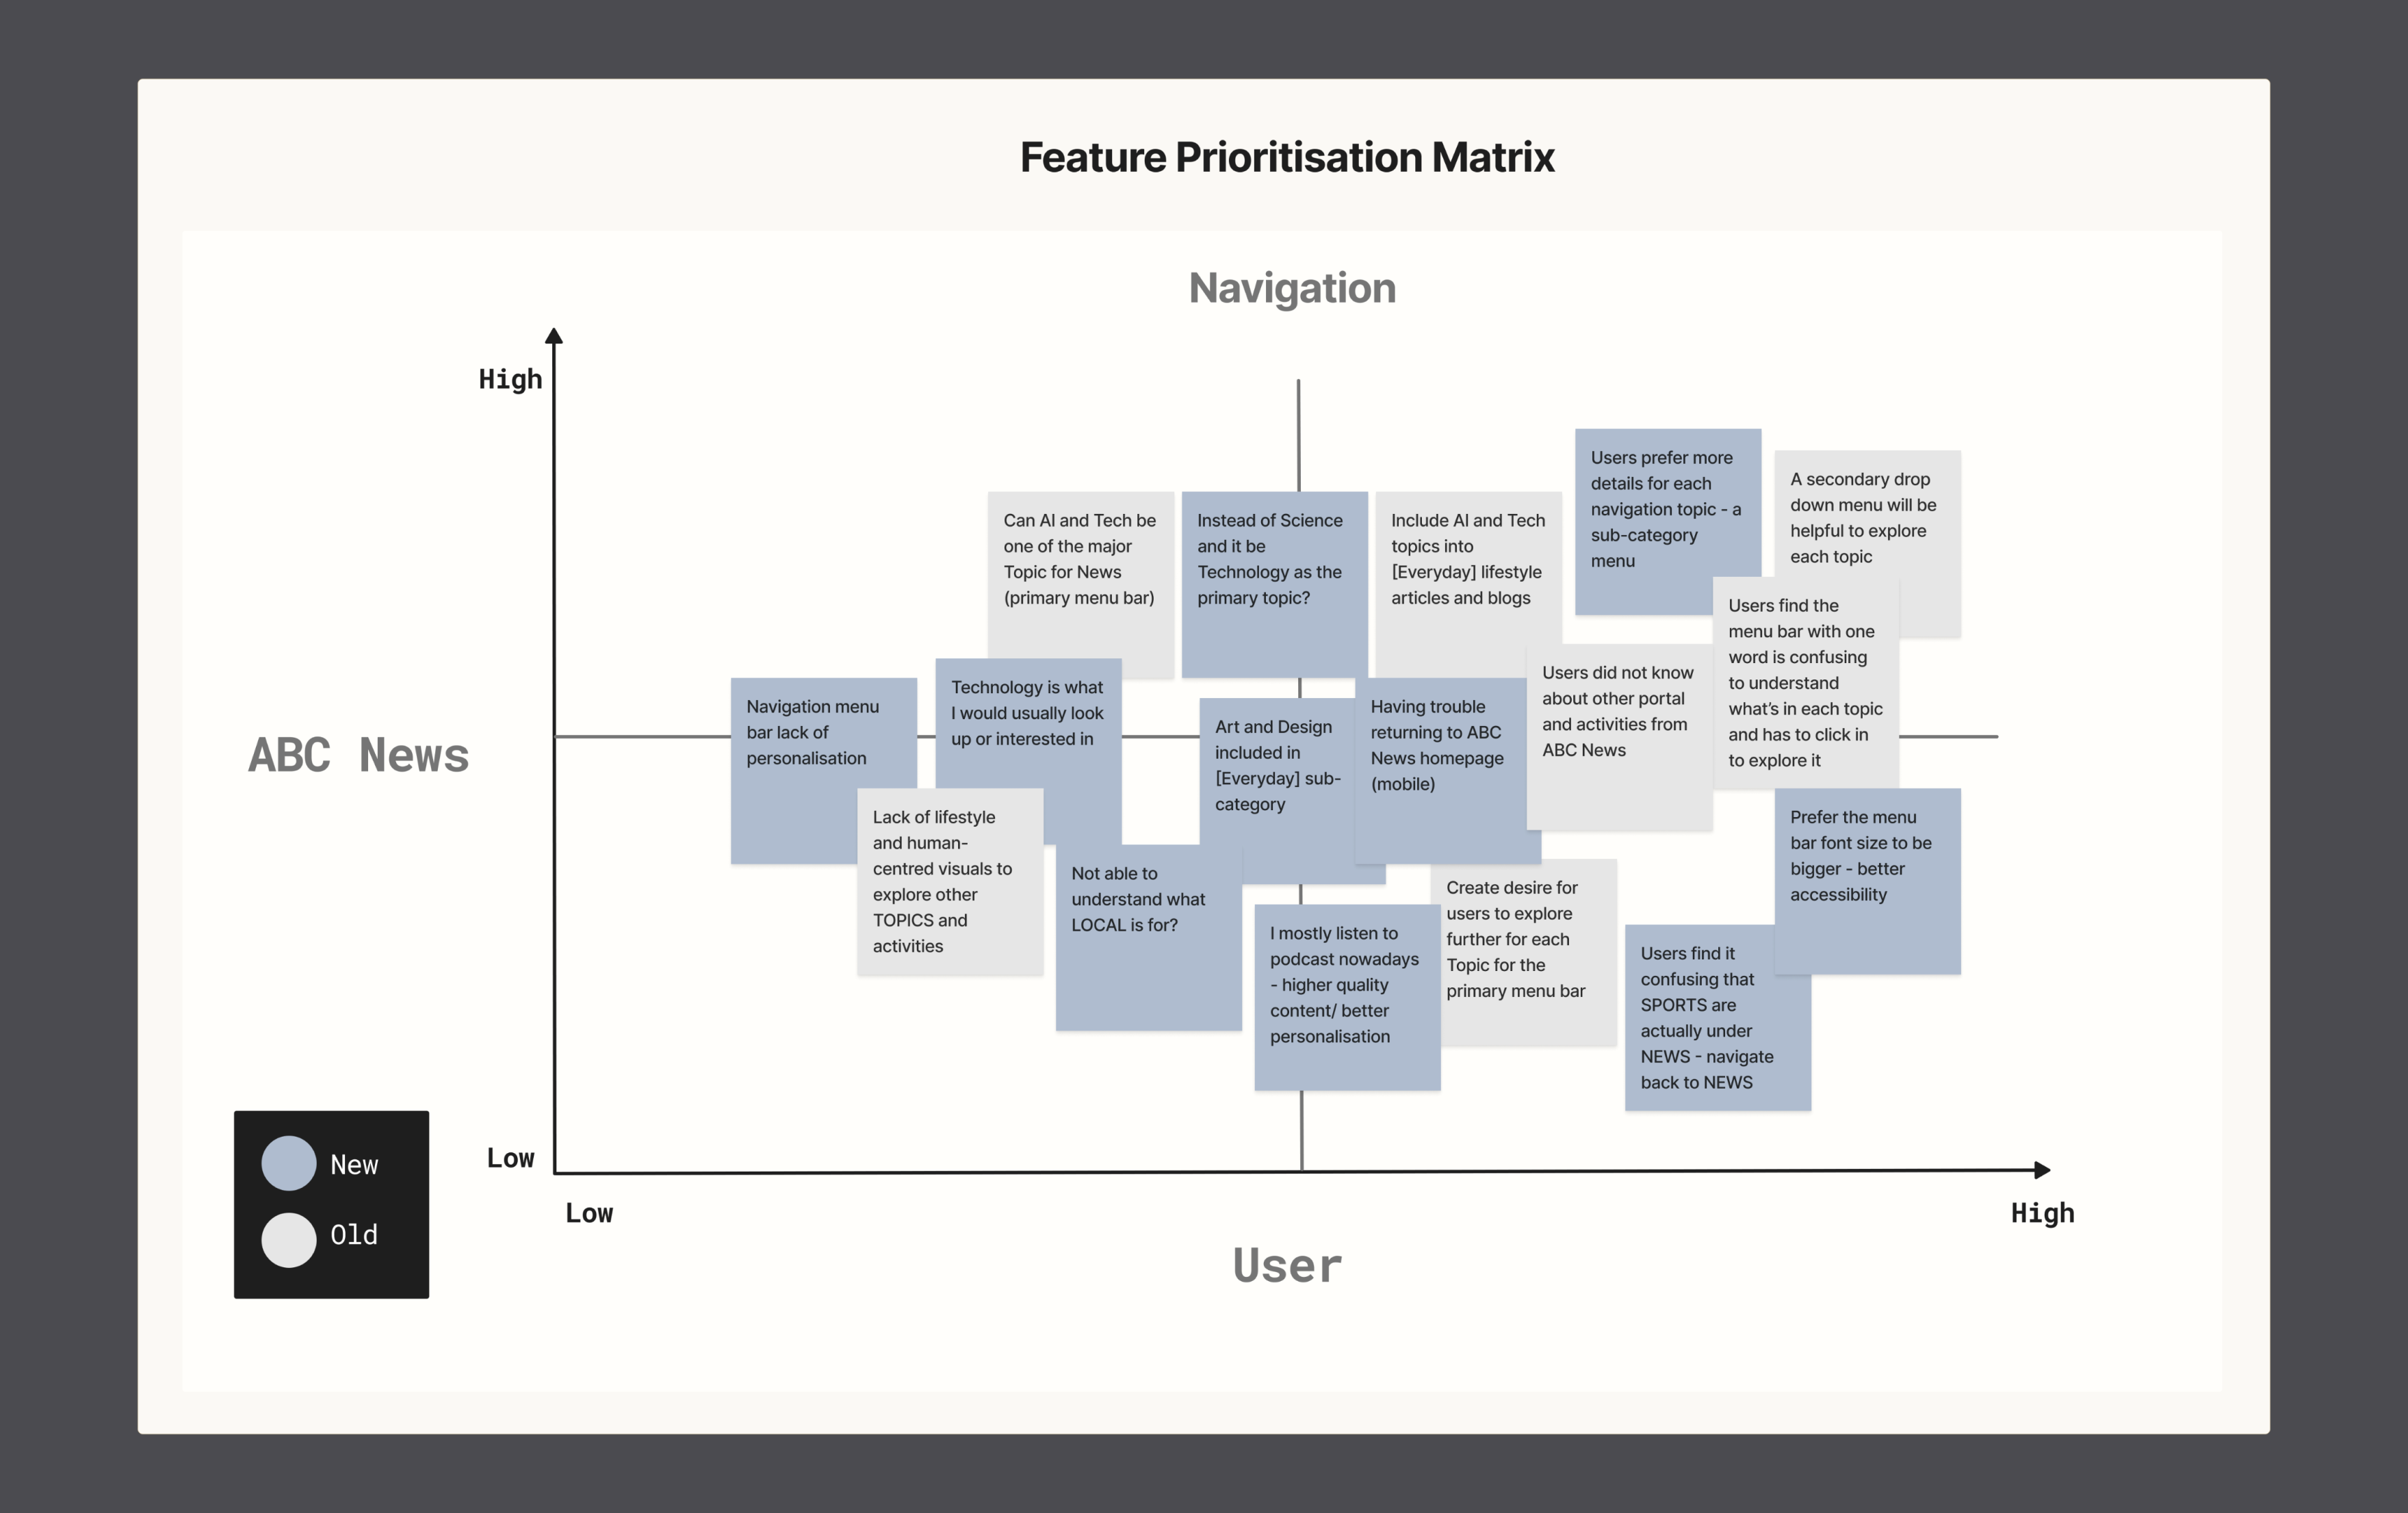 Feature Prioritisation Matrix
Navigation
High
Users prefer more
details for each
navigation topic - a
sub-category
menu
A secondary drop
down menu will be
helpful to explore
each topic
Can AI and Tech be
one of the major
Topic for News
(primary menu bar)
Instead of Science
and it be
Technology as the
primary topic?
Include AI and Tech
topics into
[Everyday] lifestyle
articles and blogs
Users find the
menu bar with one
word is confusing
to understand
what's in each topic
and has to click in
to explore it
Users did not know
about other portal
and activities from
ABC News
Navigation menu
bar lack of
personalisation
Technology is what
I would usually look
up or interested in
Art and Design
included in
[Everyday] sub-
category
Having trouble
returning to ABC
News homepage
(mobile)
ABC News
Lack of lifestyle
and human-
centred visuals to
explore other
TOPICS and
activities
Not able to
understand what
LOCAL is for?
Prefer the menu
bar font size to be
bigger - better
accessibility
I mostly listen to
podcast nowadays
- higher quality
content/ better
personalisation
Create desire for
users to explore
further for each
Topic for the
primary menu bar
Users find it
confusing that
SPORTS are
actually under
NEWS - navigate
back to NEWS
New
Old
Low
Low
High
User